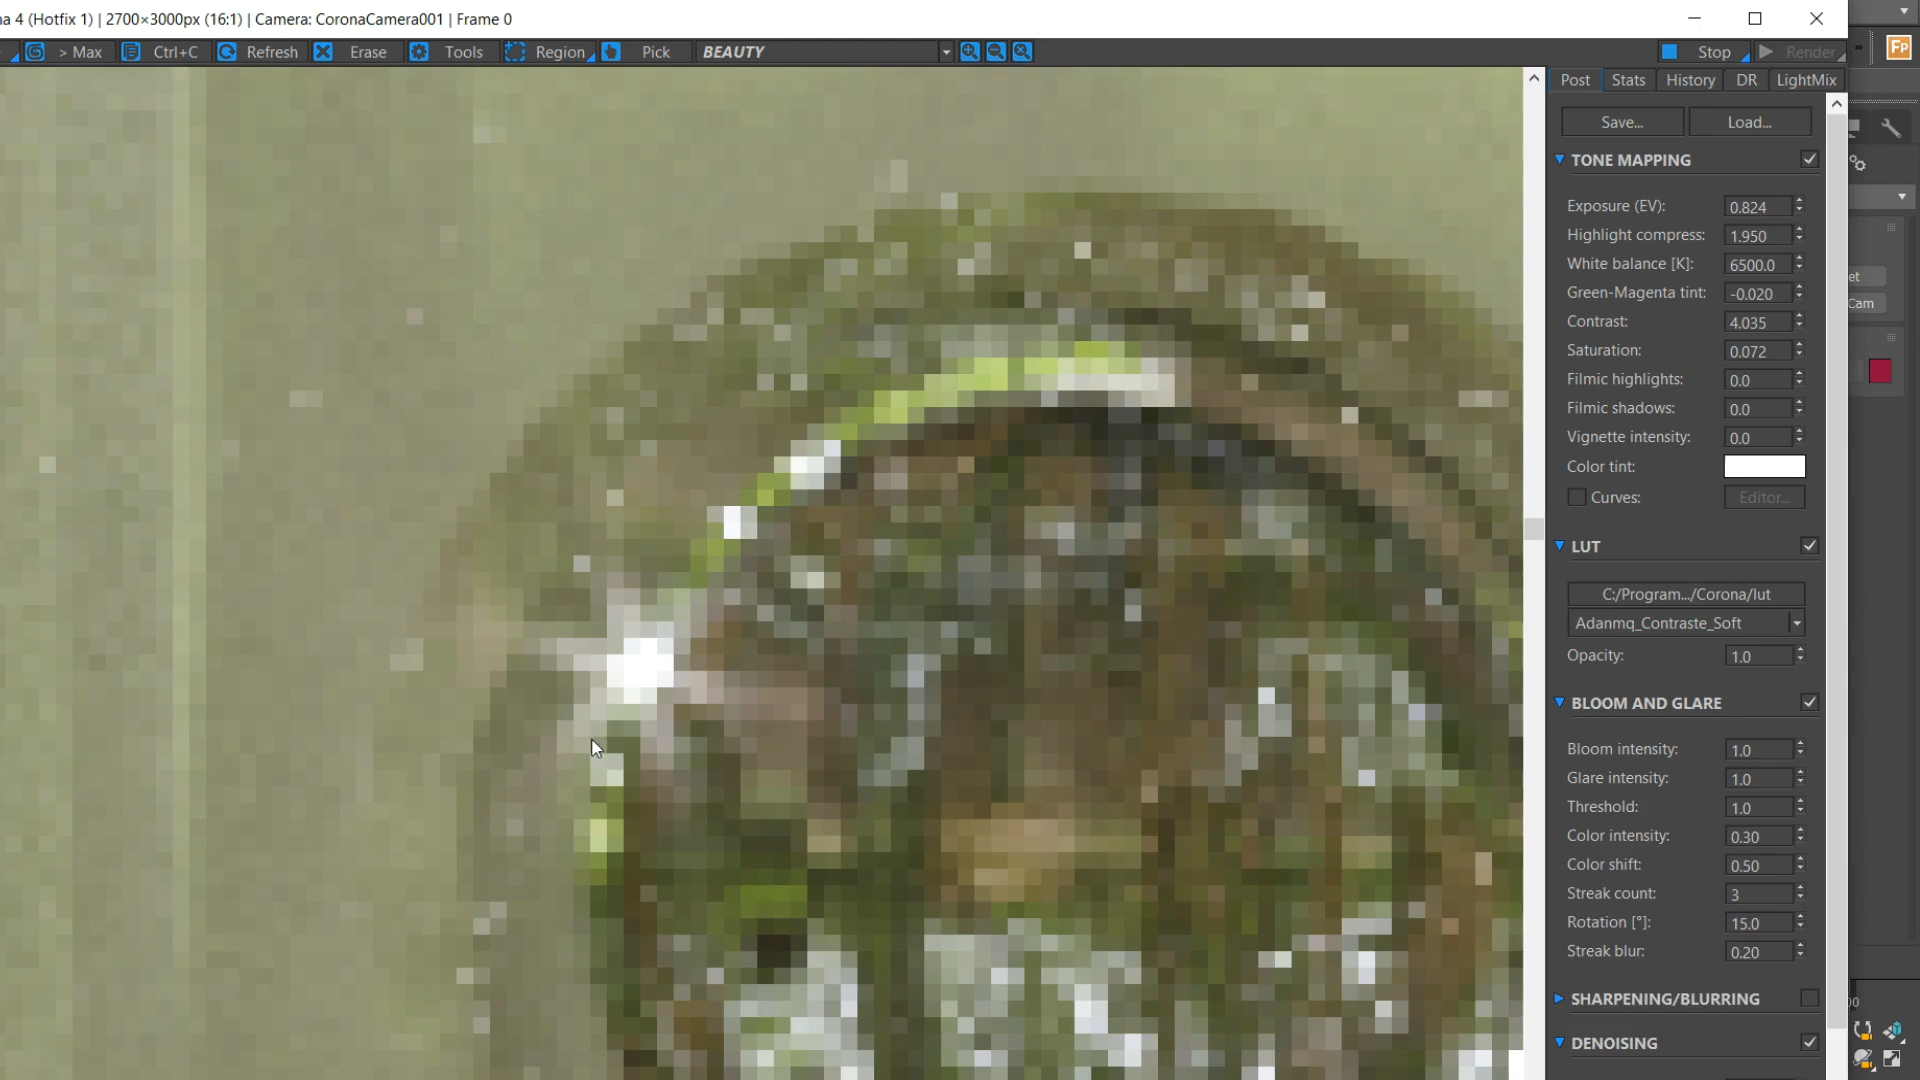 a 4 (Hotfix 1) | 2700×3000px (16:1) | Camera: CoronaCamera001 | Frame 0
> Max Ctrl+C Refresh Erase Tools Region Pick BEAUTY Stop Render
Post Stats History DR LightMix
Save... Load...
TONE MAPPING
Exposure (EV): 0.824
Highlight compress: 1.950
White balance [K]: 6500.0
Green-Magenta tint: -0.020
Contrast: 4.035
Saturation: 0.072
Filmic highlights: 0.0
Filmic shadows: 0.0
Vignette intensity: 0.0
Color tint:
Curves: Editor...
LUT
C:/Program.../Corona/lut
Adanmq_Contraste_Soft
Opacity: 1.0
BLOOM AND GLARE
Bloom intensity: 1.0
Glare intensity: 1.0
Threshold: 1.0
Color intensity: 0.30
Color shift: 0.50
Streak count: 3
Rotation [°]: 15.0
Streak blur: 0.20
SHARPENING/BLURRING
DENOISING
FP
et
Cam
00